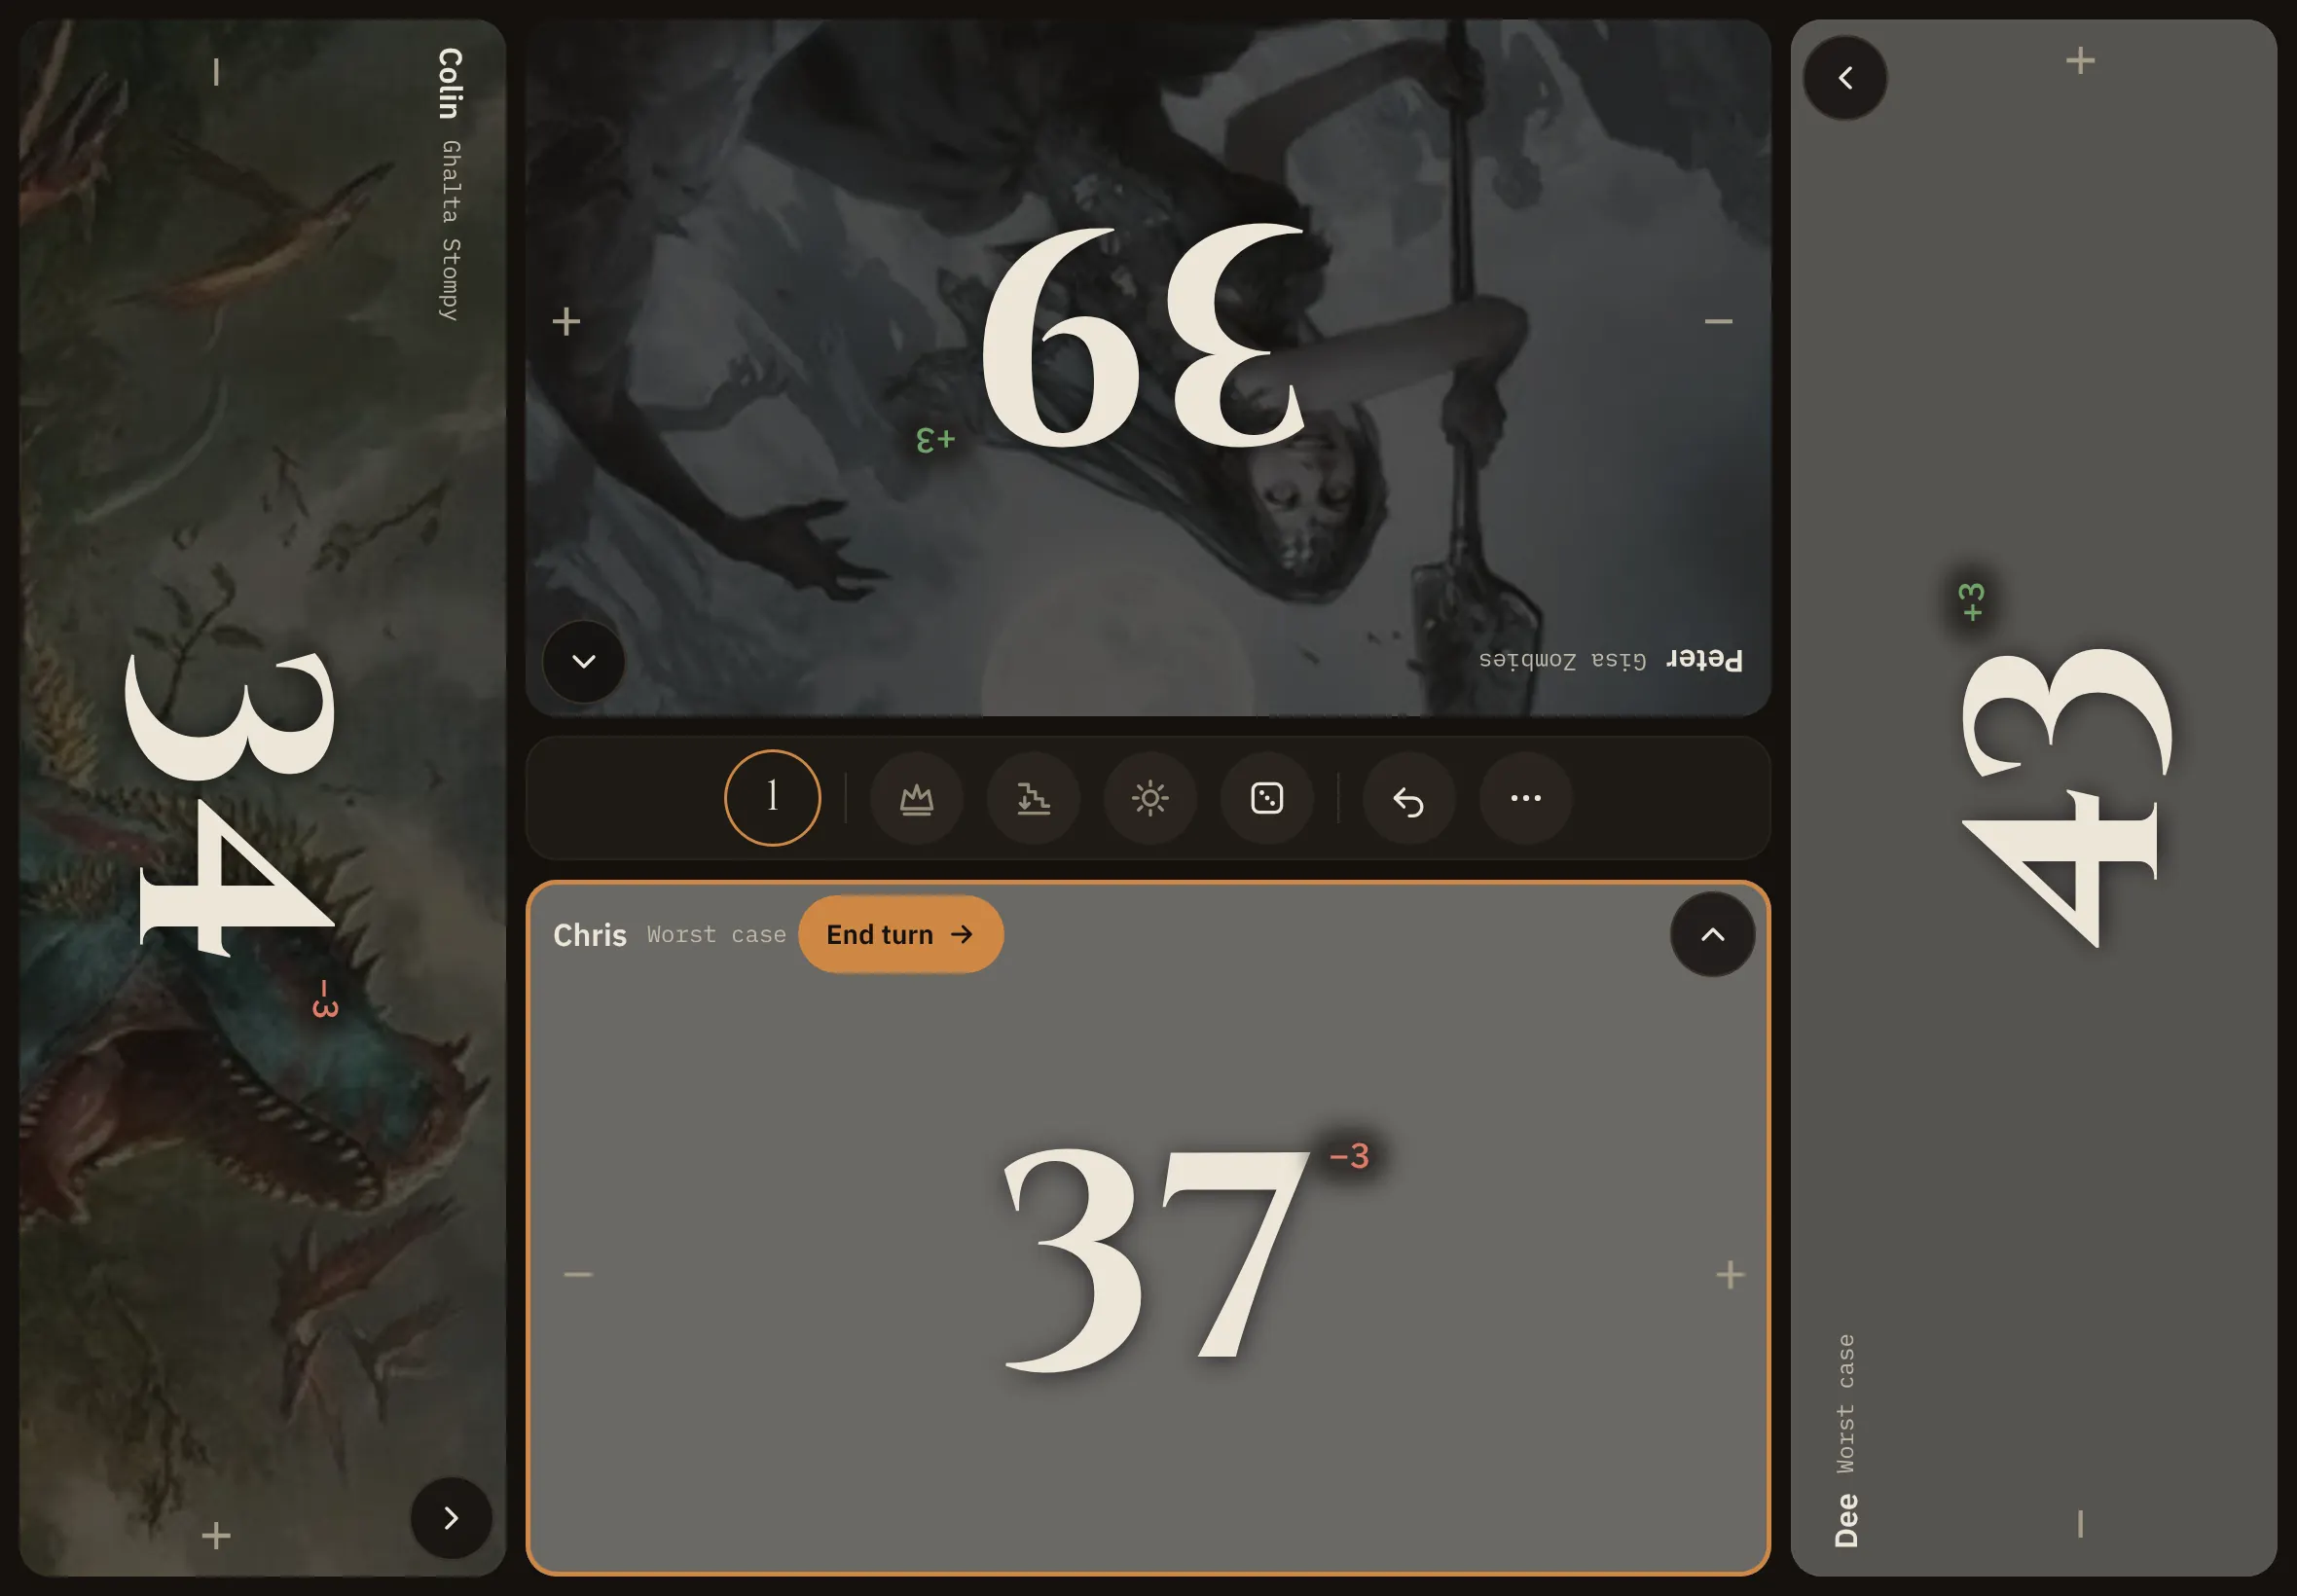 Colin Ghalta Stompy
34
−3
Peter Gisa Zombies
39
+3
1
Chris Worst case End turn →
37
−3
Dee Worst case
43
+3